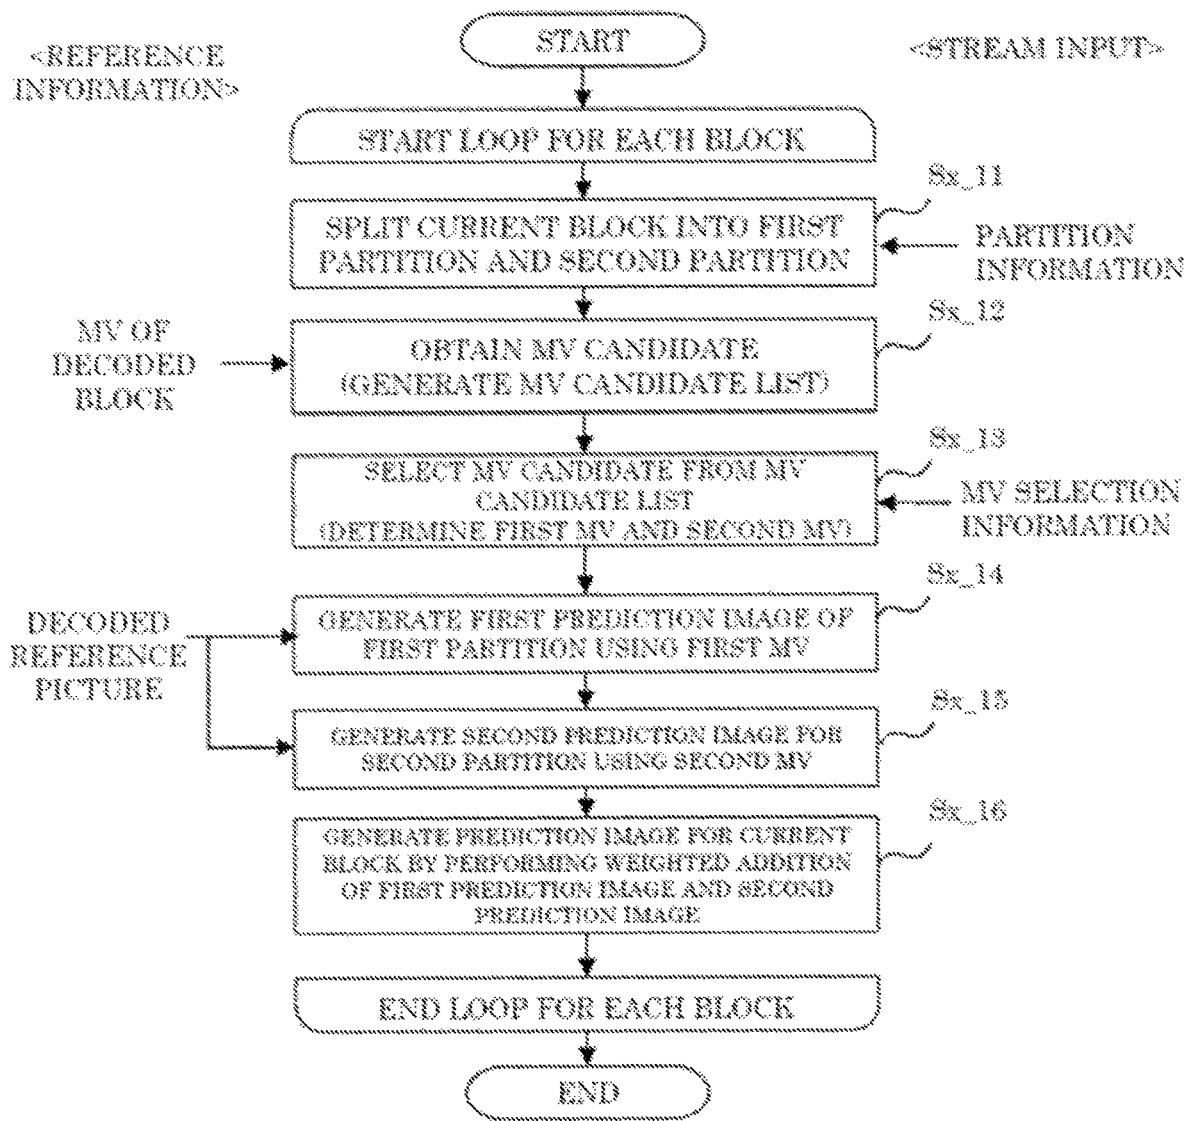 START
<REFERENCE
INFORMATION>
<STREAM INPUT>
START LOOP FOR EACH BLOCK
Sx_11
SPLIT CURRENT BLOCK INTO FIRST
PARTITION AND SECOND PARTITION
PARTITION
INFORMATION
Sx_12
MV OF
DECODED
BLOCK
OBTAIN MV CANDIDATE
(GENERATE MV CANDIDATE LIST)
Sx_13
SELECT MV CANDIDATE FROM MV
CANDIDATE LIST
(DETERMINE FIRST MV AND SECOND MV)
MV SELECTION
INFORMATION
Sx_14
DECODED
REFERENCE
PICTURE
GENERATE FIRST PREDICTION IMAGE OF
FIRST PARTITION USING FIRST MV
Sx_15
GENERATE SECOND PREDICTION IMAGE FOR
SECOND PARTITION USING SECOND MV
Sx_16
GENERATE PREDICTION IMAGE FOR CURRENT
BLOCK BY PERFORMING WEIGHTED ADDITION
OF FIRST PREDICTION IMAGE AND SECOND
PREDICTION IMAGE
END LOOP FOR EACH BLOCK
END